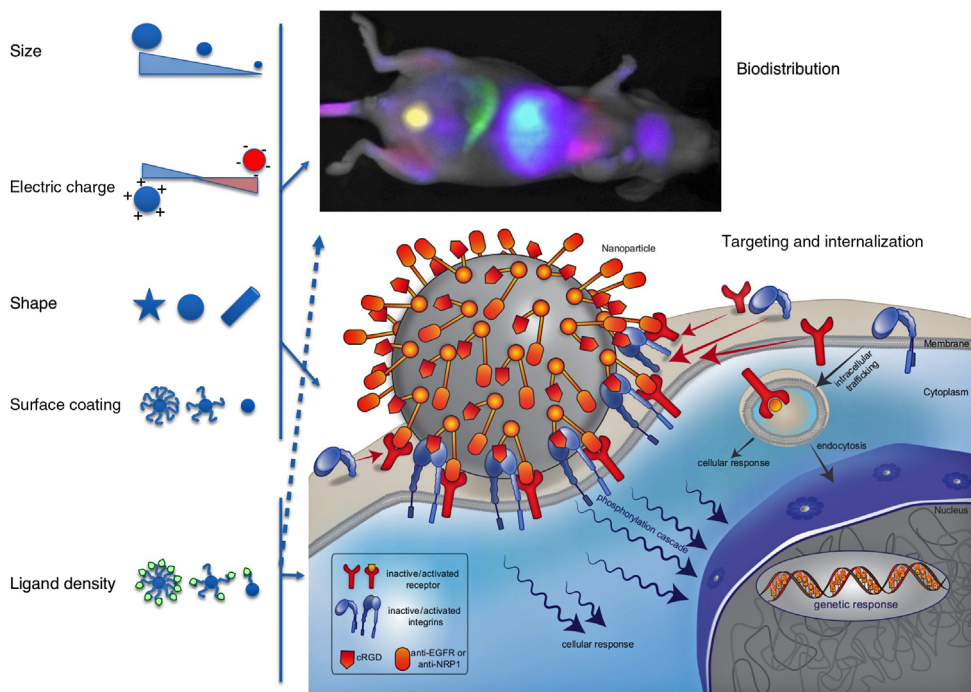 Size
Electric charge
Shape
Surface coating
Ligand density
Biodistribution
Targeting and internalization
Nanoparticle
Membrane
intracellular
trafficking
Cytoplasm
cellular response
endocytosis
Nucleus
phosphorylation
cascade
genetic response
cellular response
inactive/activated
receptor
inactive/activated
integrins
cRGD
anti-EGFR or
anti-NRP1